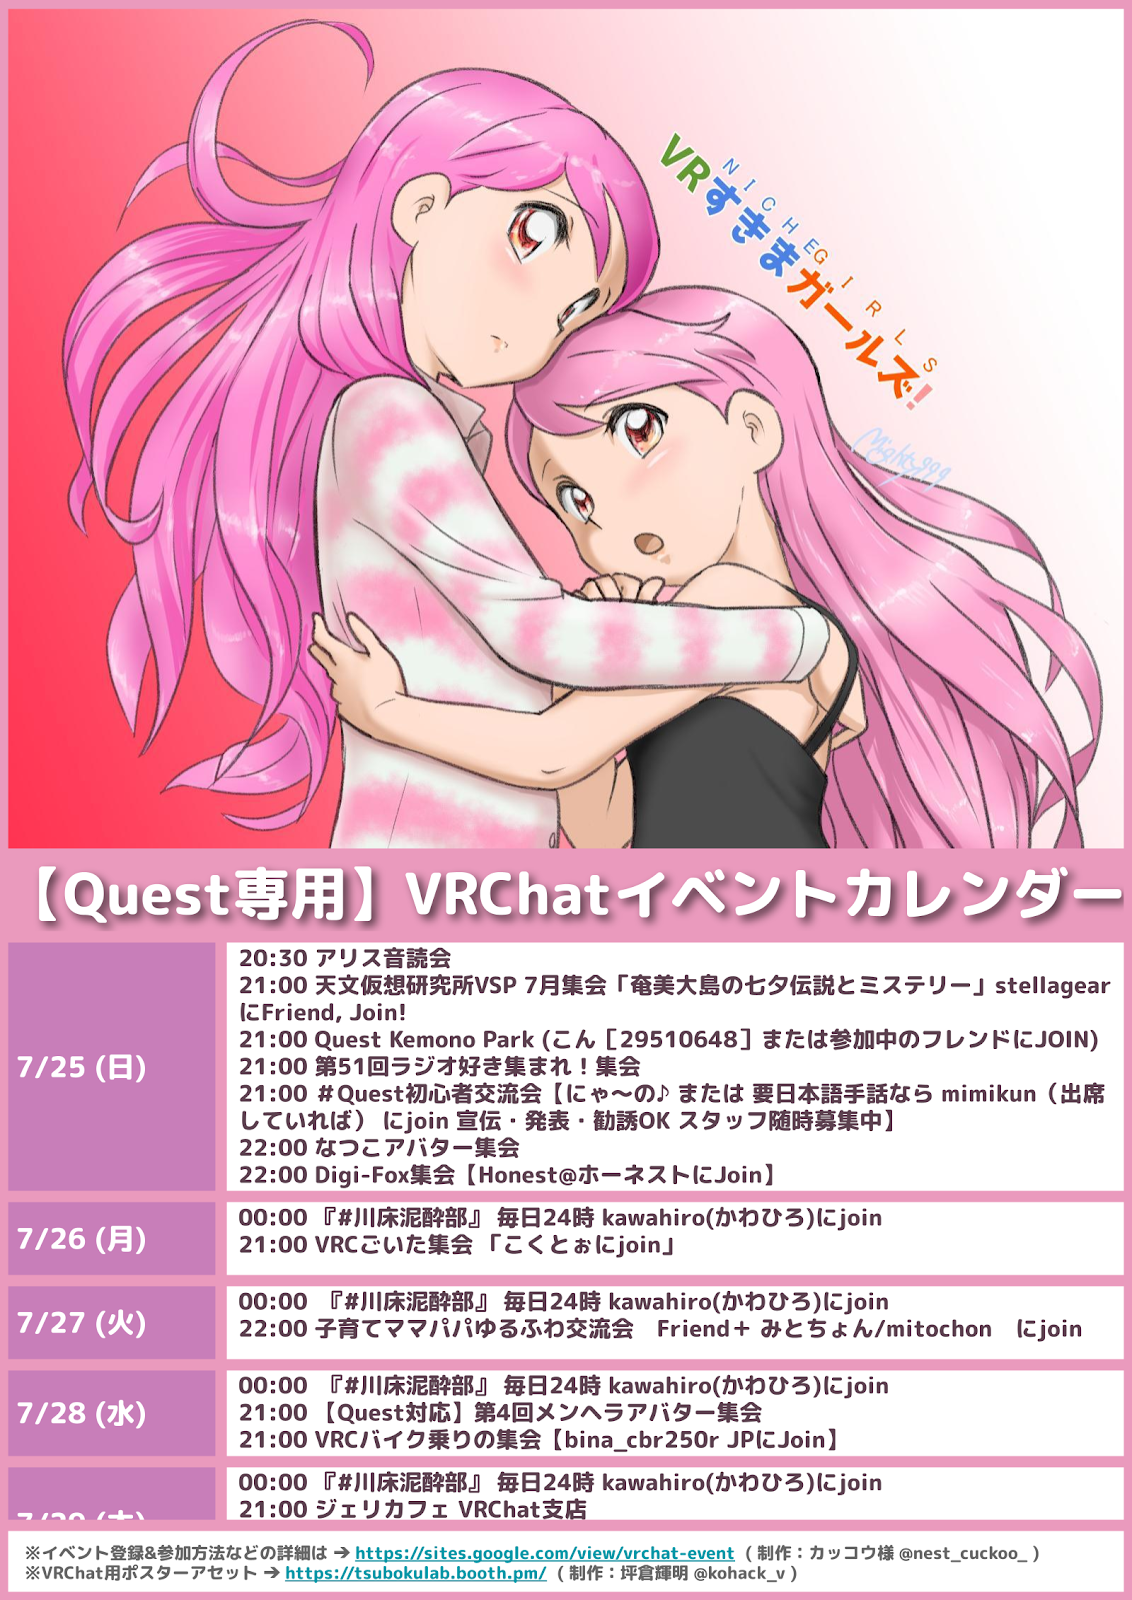 NICHE GIRLS
VRすきまガールズ!
Mighty999
【Quest専用】VRChatイベントカレンダー
7/25 (日)
20:30 アリス音読会
21:00 天文仮想研究所VSP 7月集会「奄美大島の七夕伝説とミステリー」stellagear
にFriend, Join!
21:00 Quest Kemono Park (こん［29510648］または参加中のフレンドにJOIN)
21:00 第51回ラジオ好き集まれ！集会
21:00 ＃Quest初心者交流会【にゃ〜の♪ または 要日本語手話なら mimikun（出席
していれば） にjoin 宣伝・発表・勧誘OK スタッフ随時募集中】
22:00 なつこアバター集会
22:00 Digi-Fox集会【Honest@ホーネストにJoin】
7/26 (月)
00:00 『#川床泥酔部』 毎日24時 kawahiro(かわひろ)にjoin
21:00 VRCごいた集会 「こくとぉにjoin」
7/27 (火)
00:00 『#川床泥酔部』 毎日24時 kawahiro(かわひろ)にjoin
22:00 子育てママパパゆるふわ交流会　Friend＋ みとちょん/mitochon　にjoin
7/28 (水)
00:00 『#川床泥酔部』 毎日24時 kawahiro(かわひろ)にjoin
21:00 【Quest対応】第4回メンヘラアバター集会
21:00 VRCバイク乗りの集会【bina_cbr250r JPにJoin】
7/29 (木)
00:00 『#川床泥酔部』 毎日24時 kawahiro(かわひろ)にjoin
21:00 ジェリカフェ VRChat支店
※イベント登録&参加方法などの詳細は → https://sites.google.com/view/vrchat-event ( 制作：カッコウ様 @nest_cuckoo_ )
※VRChat用ポスターアセット → https://tsubokulab.booth.pm/ ( 制作：坪倉輝明 @kohack_v )